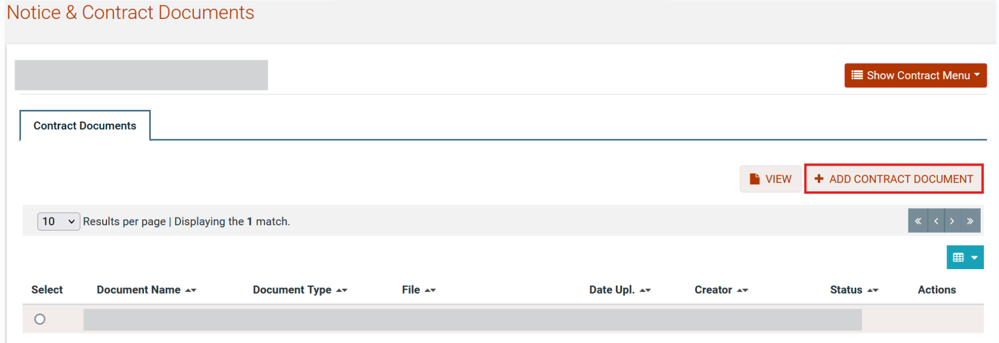 Notice & Contract Documents
Show Contract Menu
Contract Documents
VIEW
ADD CONTRACT DOCUMENT
10 Results per page | Displaying the 1 match.
Select Document Name Document Type File Date Upl. Creator Status Actions